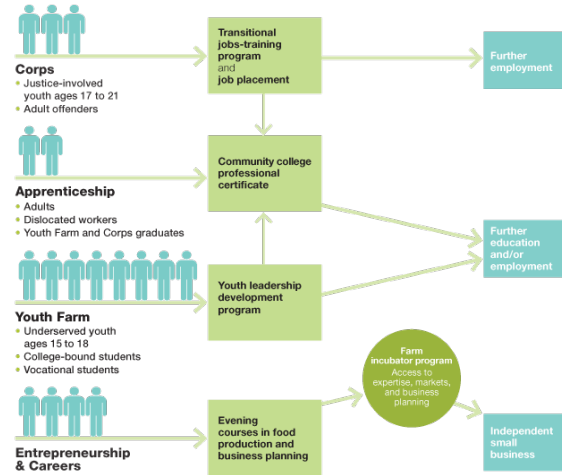 Transitional
jobs-training
program
and
job placement
Further
employment
Corps
• Justice-involved
youth ages 17 to 21
• Adult offenders
Community college
professional
certificate
Apprenticeship
• Adults
• Dislocated workers
• Youth Farm and Corps graduates
Further
education
and/or
employment
Youth leadership
development
program
Youth Farm
• Underserved youth
ages 15 to 18
• College-bound students
• Vocational students
Farm
incubator program
Access to
expertise, markets,
and business
planning
Evening
courses in food
production and
business planning
Independent
small
business
Entrepreneurship
& Careers